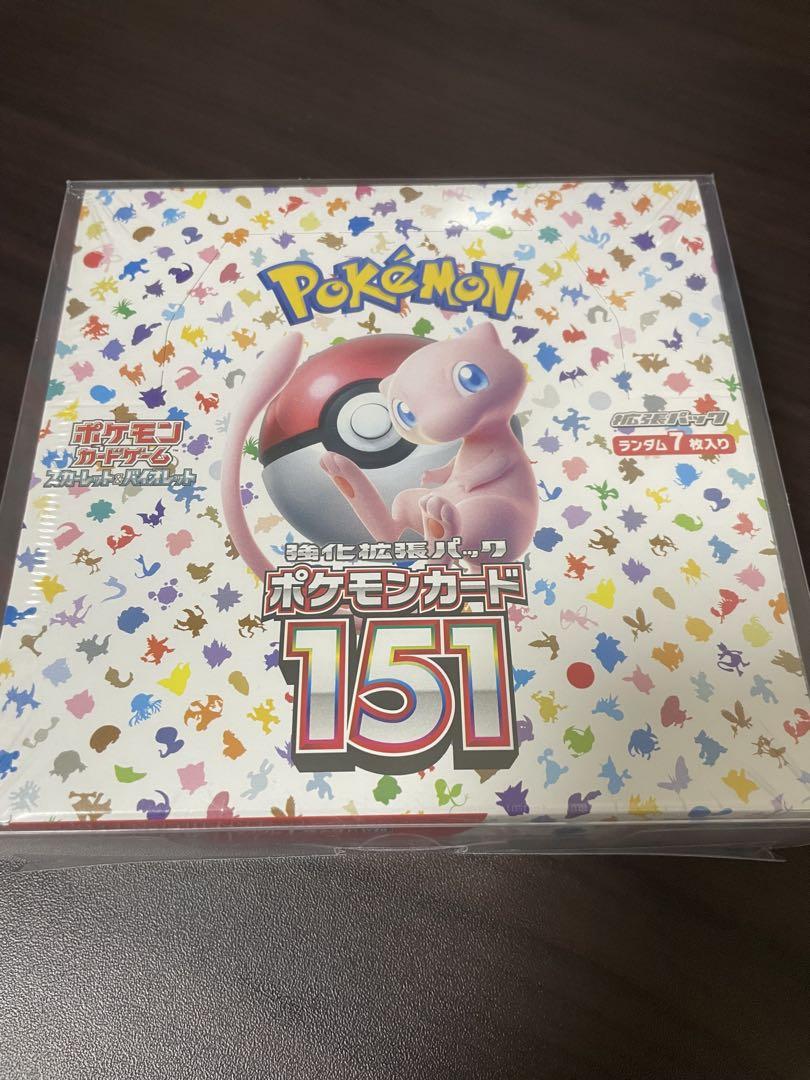 POKéMON
ポケモン
カードゲーム
スカーレット&バイオレット
拡張パック
ランダム7枚入り
強化拡張パック
ポケモンカード
151